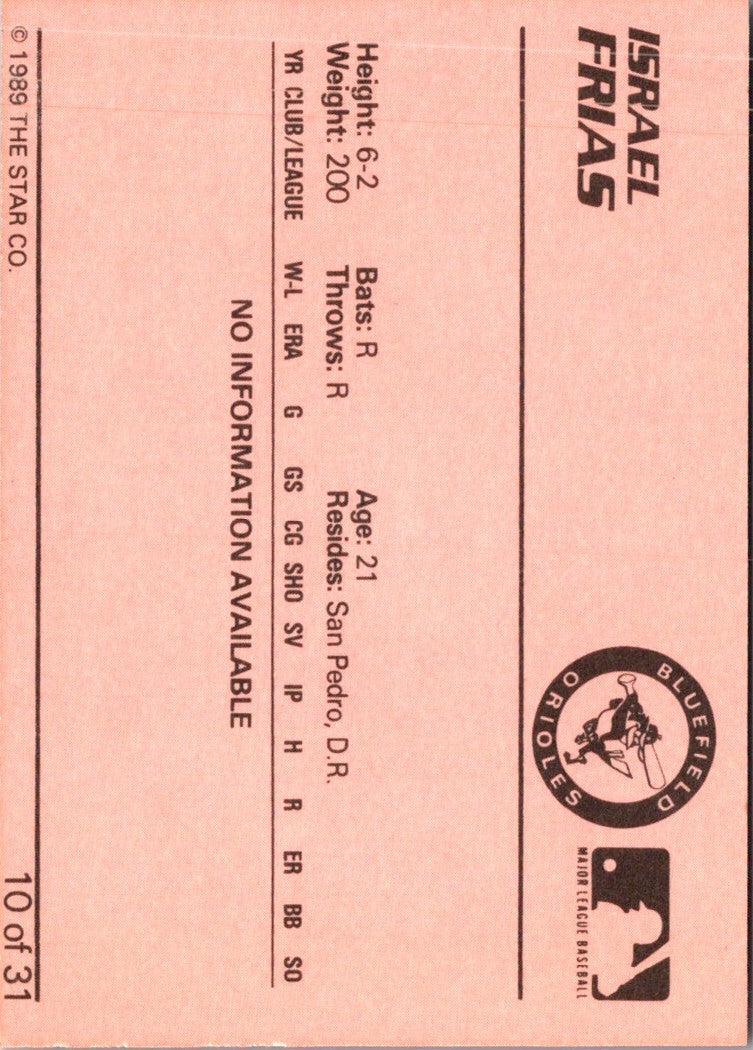 ISRAEL
FRIAS
BLUEFIELD
ORIOLES
MAJOR LEAGUE BASEBALL
Height: 6-2 Bats: R Age: 21
Weight: 200 Throws: R Resides: San Pedro, D.R.
YR CLUB/LEAGUE W-L ERA G GS CG SHO SV IP H R ER BB SO
NO INFORMATION AVAILABLE
© 1989 THE STAR CO. 10 of 31